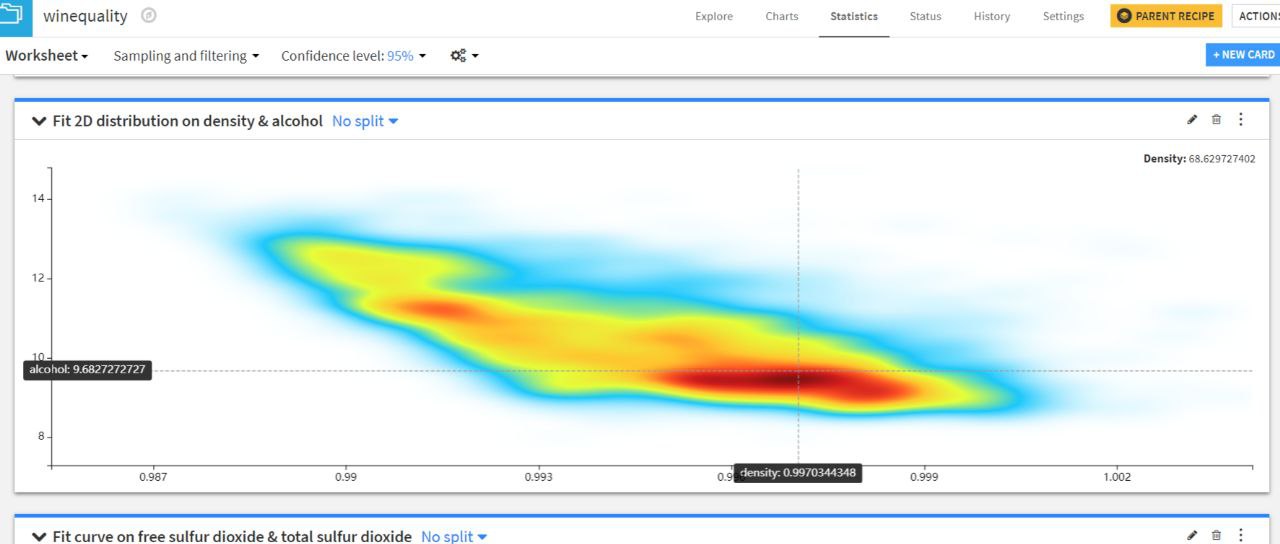 winequality
Explore Charts Statistics Status History Settings PARENT RECIPE ACTIONS
Worksheet Sampling and filtering Confidence level: 95% + NEW CARD
Fit 2D distribution on density & alcohol No split
Density: 68.629727402
14
12
10
alcohol: 9.6827272727
8
density: 0.9970344348
0.987 0.99 0.993 0.999 1.002
Fit curve on free sulfur dioxide & total sulfur dioxide No split